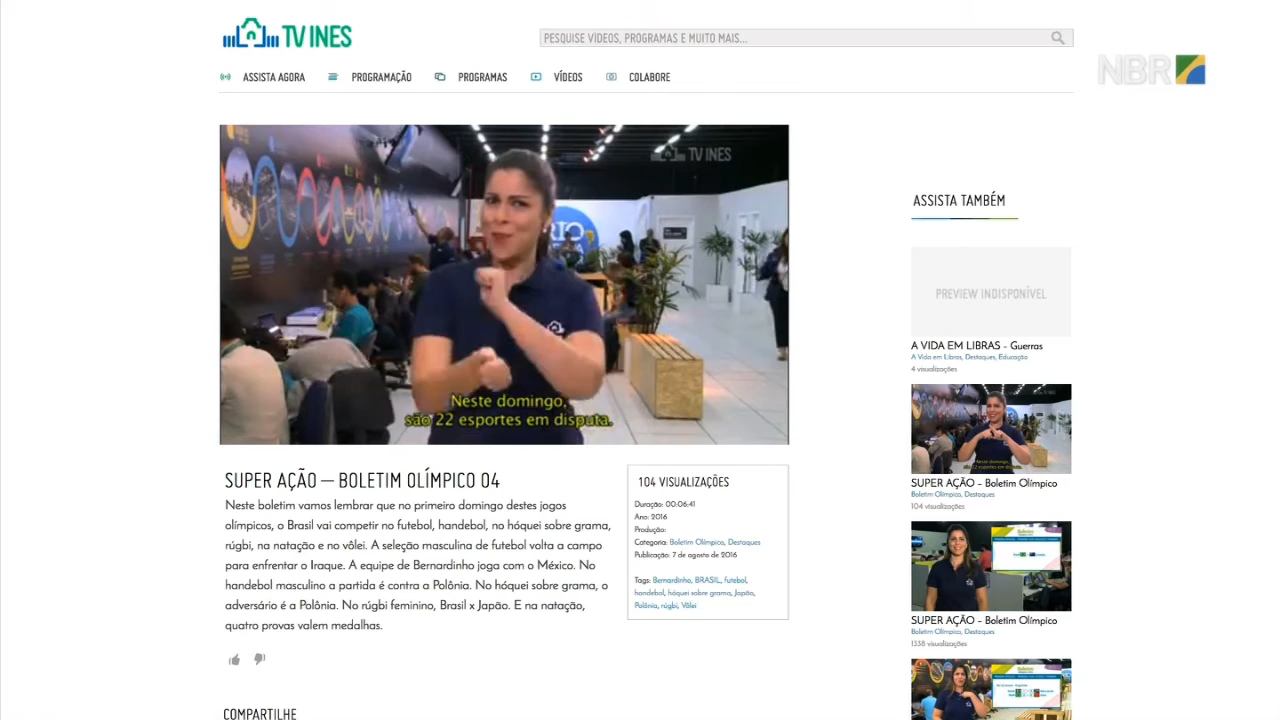 TV INES
PESQUISE VÍDEOS, PROGRAMAS E MUITO MAIS...
NBR
ASSISTA AGORA
PROGRAMAÇÃO
PROGRAMAS
VÍDEOS
COLABORE
TV INES
Neste domingo,
são 22 esportes em disputa.
SUPER AÇÃO — BOLETIM OLÍMPICO 04
Neste boletim vamos lembrar que no primeiro domingo destes jogos
olímpicos, o Brasil vai competir no futebol, handebol, no hóquei sobre grama,
rúgbi, na natação e no vôlei. A seleção masculina de futebol volta a campo
para enfrentar o Iraque. A equipe de Bernardinho joga com o México. No
handebol masculino a partida é contra a Polônia. No hóquei sobre grama, o
adversário é a Polônia. No rúgbi feminino, Brasil x Japão. E na natação,
quatro provas valem medalhas.
COMPARTILHE
104 VISUALIZAÇÕES
Duração: 00:06:41
Ano: 2016
Produção:
Categoria: Boletim Olímpico, Destaques
Publicação: 7 de agosto de 2016
Tags: Bernardinho, BRASIL, futebol,
handebol, hóquei sobre grama, Japão,
Polônia, rúgbi, Vôlei
ASSISTA TAMBÉM
PREVIEW INDISPONÍVEL
A VIDA EM LIBRAS – Guerras
A Vida em Libras, Destaques, Educação
4 visualizações
Neste domingo,
são 22 esportes em disputa.
SUPER AÇÃO – Boletim Olímpico
Boletim Olímpico, Destaques
104 visualizações
SUPER AÇÃO – Boletim Olímpico
Boletim Olímpico, Destaques
1338 visualizações